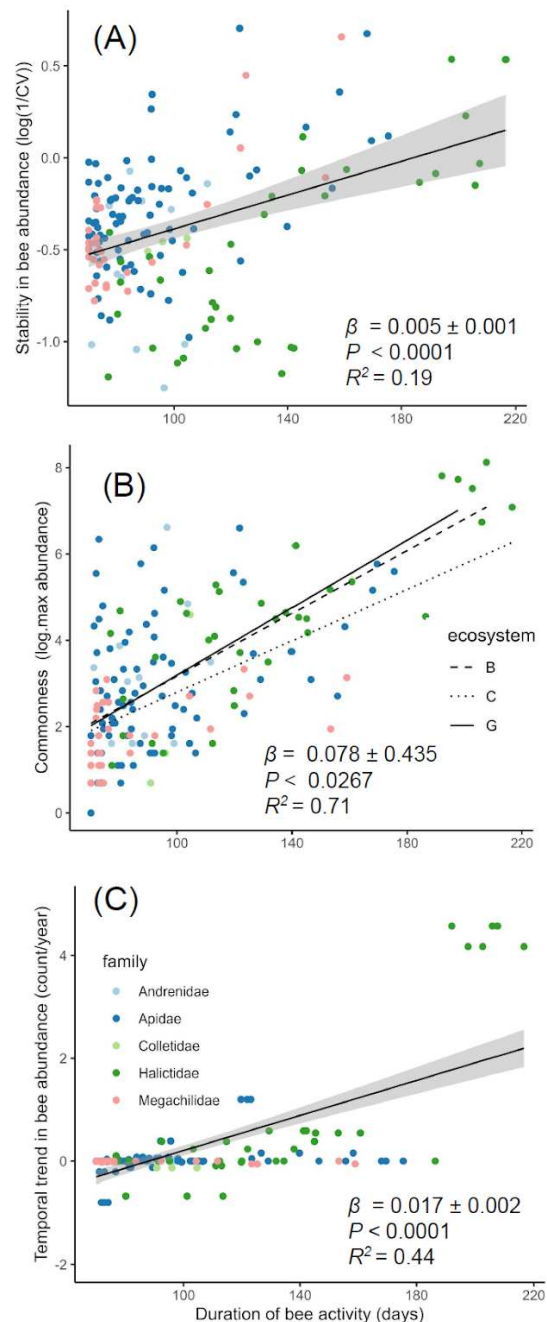 (A)
Stability in bee abundance (log(1/CV))
0.5
0.0
-0.5
-1.0
β = 0.005 ± 0.001
P < 0.0001
R² = 0.19
100
140
180
220
(B)
Commonness (log.max abundance)
8
6
4
2
0
ecosystem
B
C
G
β = 0.078 ± 0.435
P < 0.0267
R² = 0.71
100
140
180
220
(C)
Temporal trend in bee abundance (count/year)
4
2
0
-2
family
Andrenidae
Apidae
Colletidae
Halictidae
Megachilidae
β = 0.017 ± 0.002
P < 0.0001
R² = 0.44
100
140
180
220
Duration of bee activity (days)